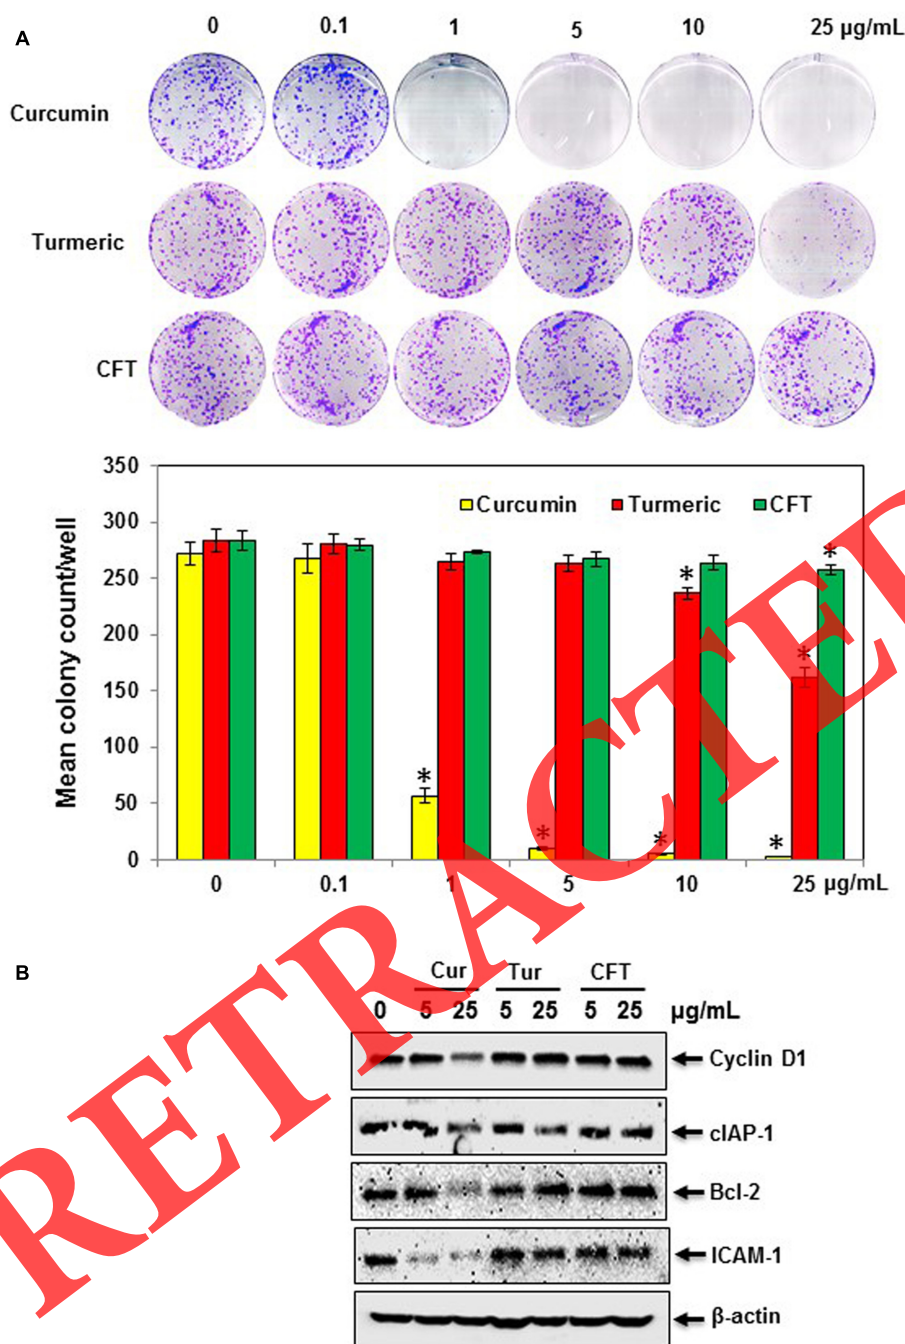 A
0 0.1 1 5 10 25 µg/mL
Curcumin
Turmeric
CFT
350
300
250
200
150
100
50
0
Mean colony count/well
Curcumin Turmeric CFT
*
*
*
*
*
*
*
0 0.1 1 5 10 25 µg/mL
RETRACTED
B
Cur Tur CFT
0 5 25 5 25 5 25 µg/mL
Cyclin D1
cIAP-1
Bcl-2
ICAM-1
β-actin